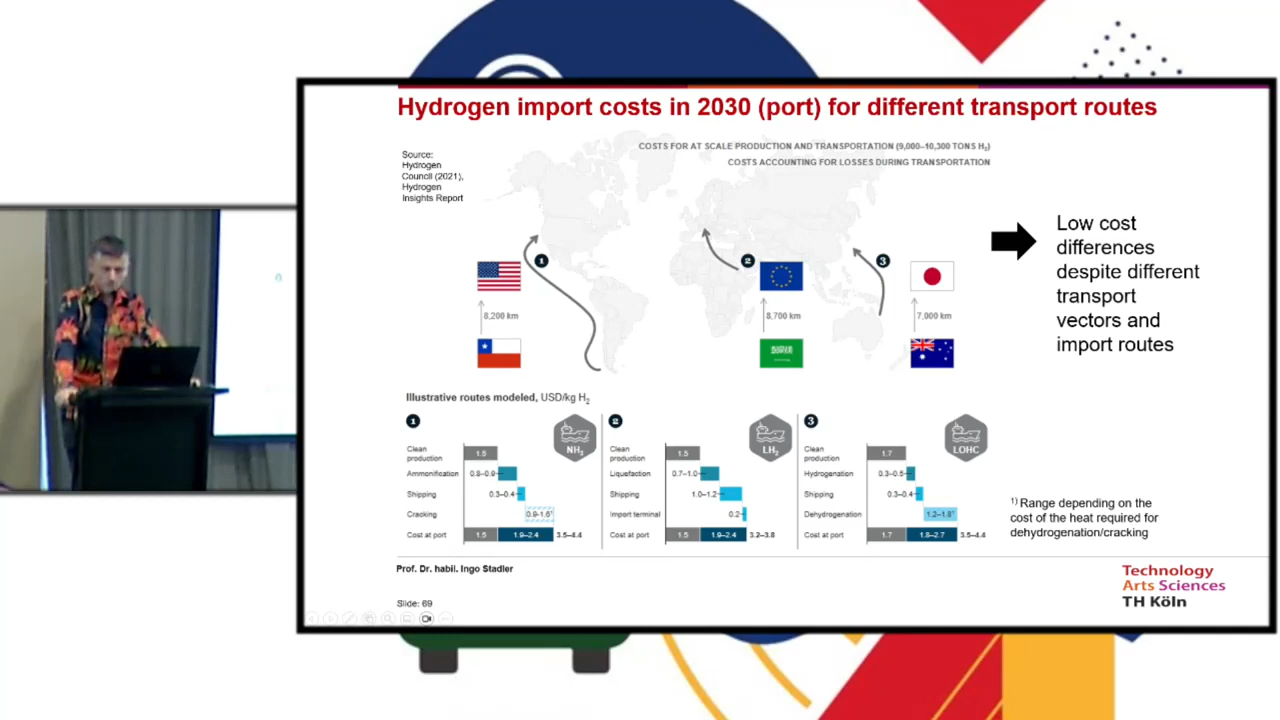 Hydrogen import costs in 2030 (port) for different transport routes
Source:
Hydrogen
Council (2021),
Hydrogen
Insights Report
COSTS FOR AT SCALE PRODUCTION AND TRANSPORTATION (9,000–10,300 TONS H₂)
COSTS ACCOUNTING FOR LOSSES DURING TRANSPORTATION
1
2
3
8,200 km
8,700 km
7,000 km
Low cost
differences
despite different
transport
vectors and
import routes
Illustrative routes modeled, USD/kg H₂
1
NH₃
Clean
production
1.5
Ammonification 0.8–0.9
Shipping 0.3–0.4
Cracking 0.9-1.6¹
Cost at port 1.5 1.9–2.4 3.5–4.4
2
LH₂
Clean
production
1.5
Liquefaction 0.7–1.0
Shipping 1.0–1.2
Import terminal 0.2
Cost at port 1.5 1.9–2.4 3.2–3.8
3
LOHC
Clean
production
1.7
Hydrogenation 0.3–0.5
Shipping 0.3–0.4
Dehydrogenation 1.2–1.8¹
Cost at port 1.7 1.8–2.7 3.5–4.4
¹⁾ Range depending on the
cost of the heat required for
dehydrogenation/cracking
Prof. Dr. habil. Ingo Stadler
Slide: 69
Technology
Arts Sciences
TH Köln